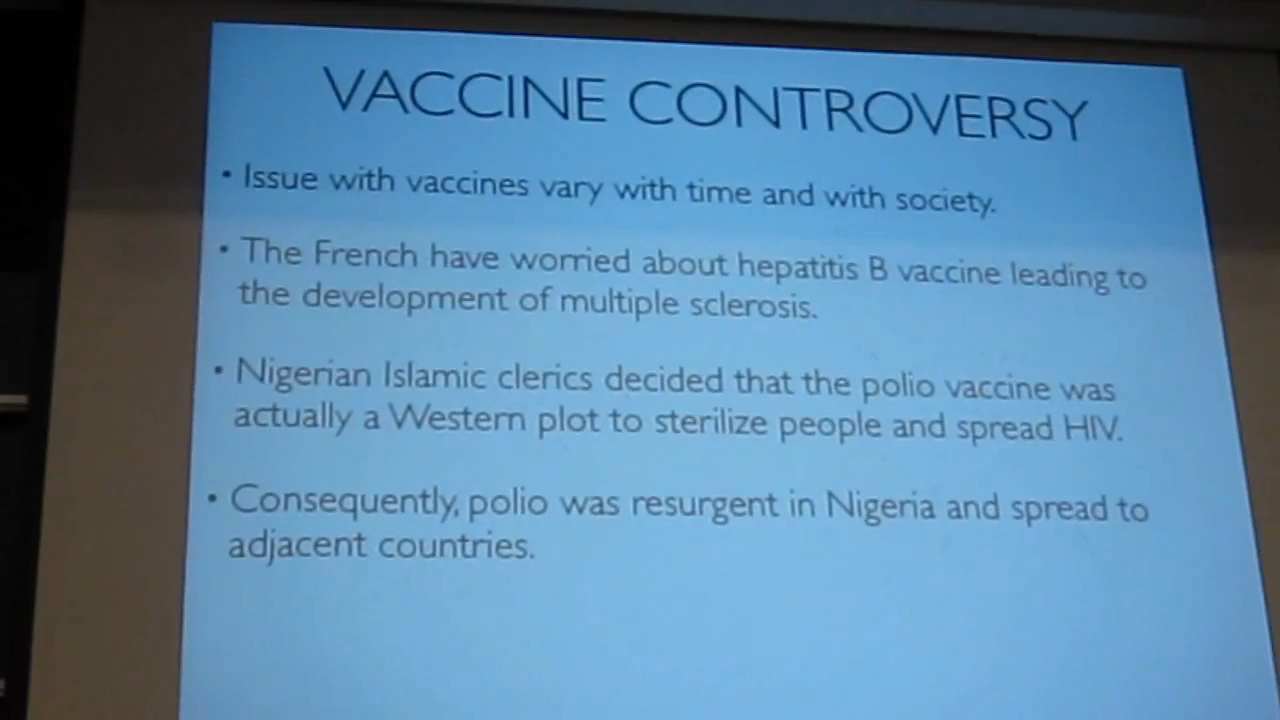 VACCINE CONTROVERSY
• Issue with vaccines vary with time and with society.
• The French have worried about hepatitis B vaccine leading to
the development of multiple sclerosis.
• Nigerian Islamic clerics decided that the polio vaccine was
actually a Western plot to sterilize people and spread HIV.
• Consequently, polio was resurgent in Nigeria and spread to
adjacent countries.